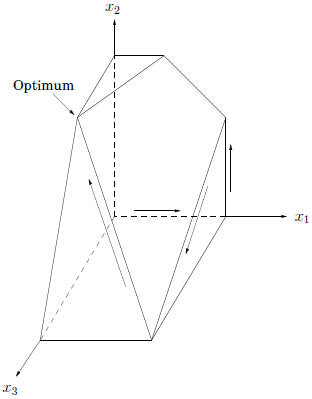 x₂
Optimum
x₁
x₃